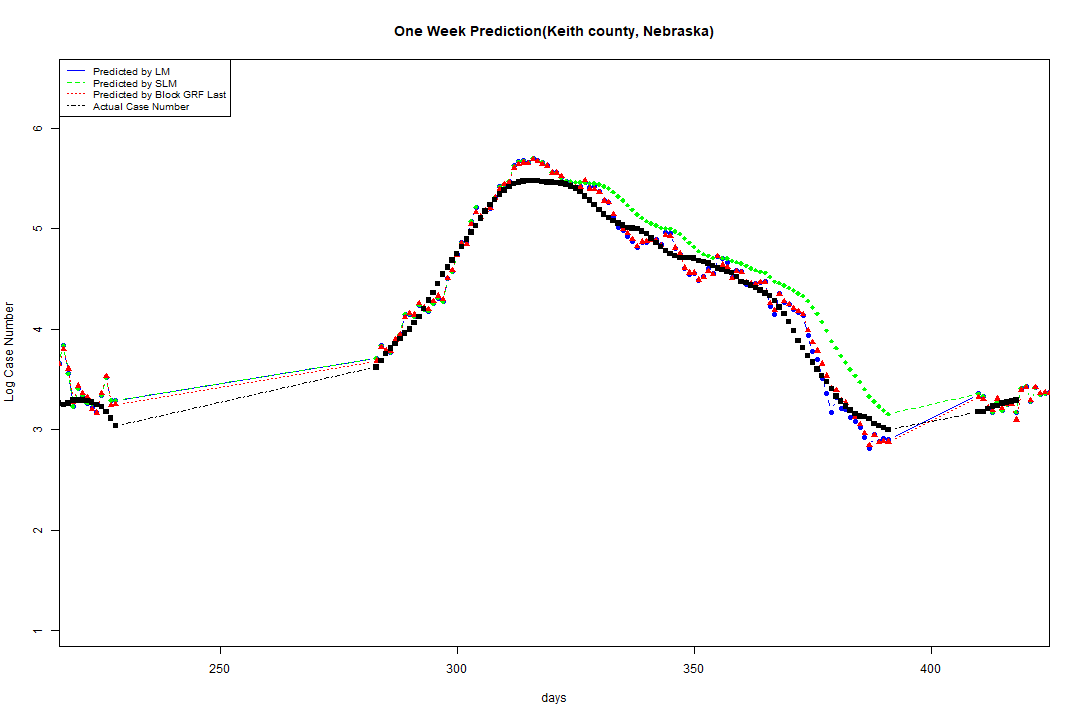 One Week Prediction(Keith county, Nebraska)
Predicted by LM
Predicted by SLM
Predicted by Block GRF Last
Actual Case Number
6
5
4
3
2
1
Log Case Number
250 300 350 400
days